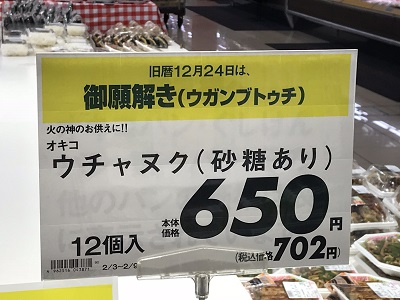 旧暦12月24日は、
御願解き(ウガンブトゥチ)
火の神のお供えに!!
オキコ
ウチャヌク(砂糖あり)
本体価格 650円
12個入 (税込価格702円)
2/3~2/9